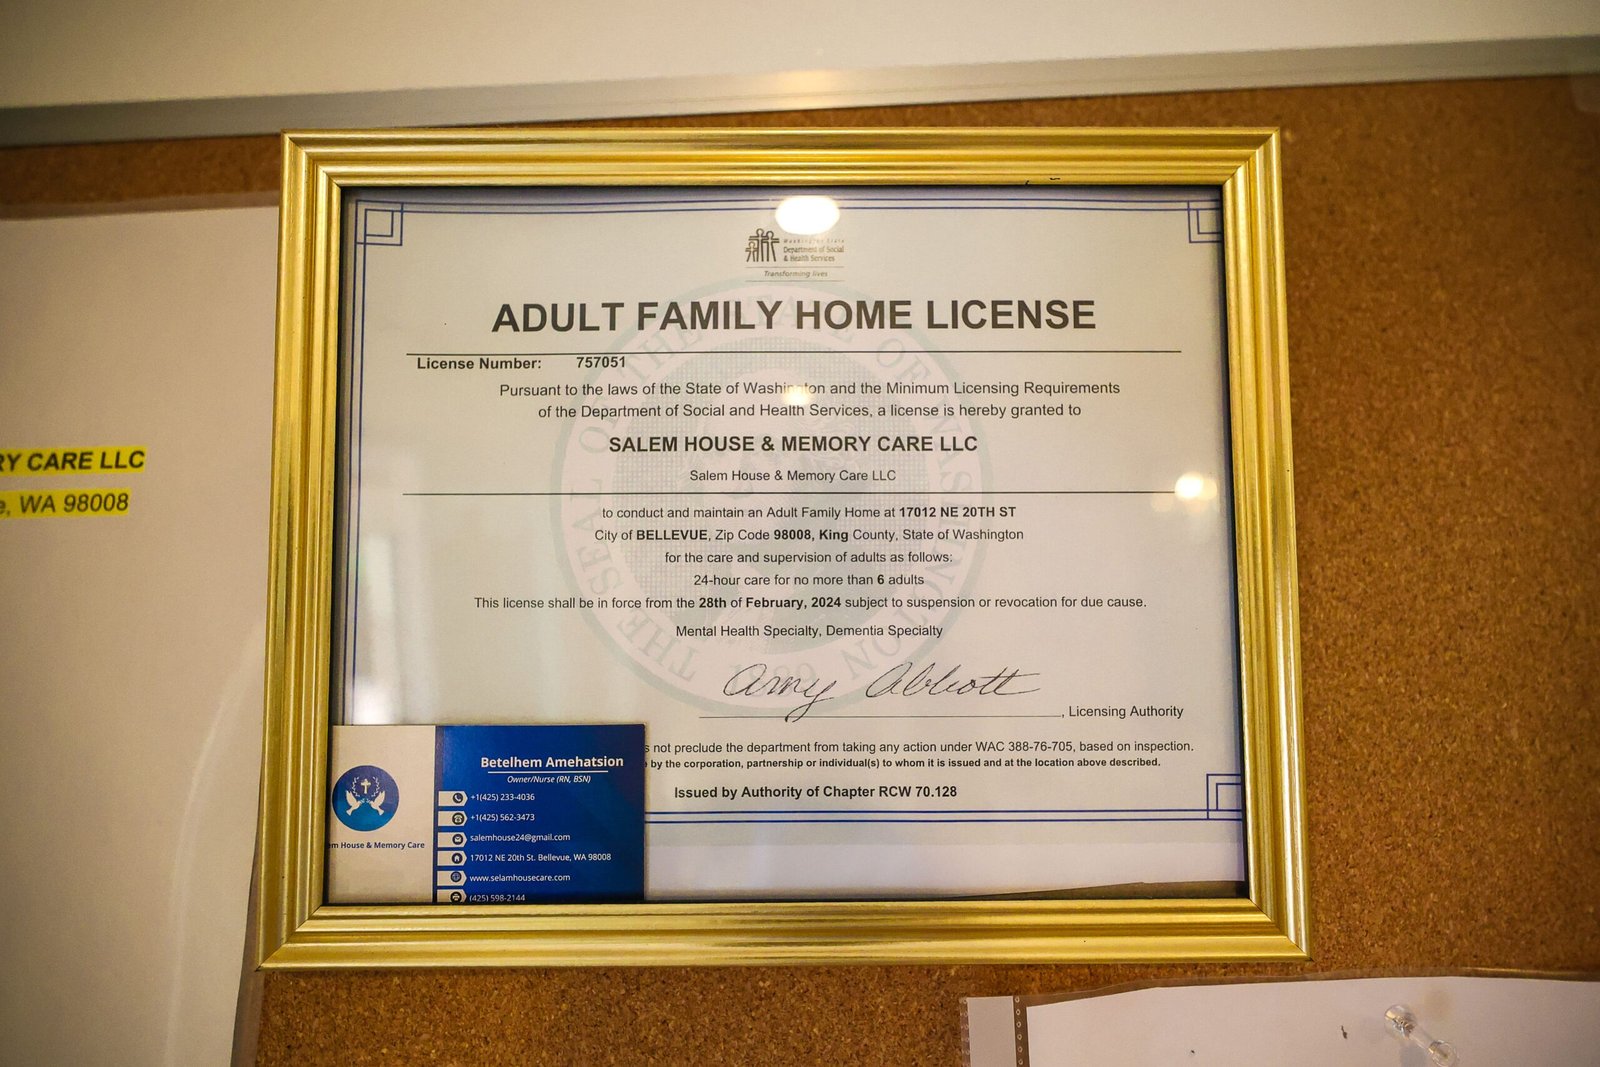 RY CARE LLC
, WA 98008
Washington State
Department of Social
& Health Services
Transforming lives
ADULT FAMILY HOME LICENSE
License Number: 757051
Pursuant to the laws of the State of Washington and the Minimum Licensing Requirements
of the Department of Social and Health Services, a license is hereby granted to
SALEM HOUSE & MEMORY CARE LLC
Salem House & Memory Care LLC
to conduct and maintain an Adult Family Home at 17012 NE 20TH ST
City of BELLEVUE, Zip Code 98008, King County, State of Washington
for the care and supervision of adults as follows:
24-hour care for no more than 6 adults
This license shall be in force from the 28th of February, 2024 subject to suspension or revocation for due cause.
Mental Health Specialty, Dementia Specialty
Amy Abbott
, Licensing Authority
not preclude the department from taking any action under WAC 388-76-705, based on inspection.
by the corporation, partnership or individual(s) to whom it is issued and at the location above described.
Issued by Authority of Chapter RCW 70.128
THE SEAL OF THE STATE OF WASHINGTON
1889
em House & Memory Care
Betelhem Amehatsion
Owner/Nurse (RN, BSN)
+1(425) 233-4036
+1(425) 562-3473
salemhouse24@gmail.com
17012 NE 20th St. Bellevue, WA 98008
www.selamhousecare.com
(425) 598-2144